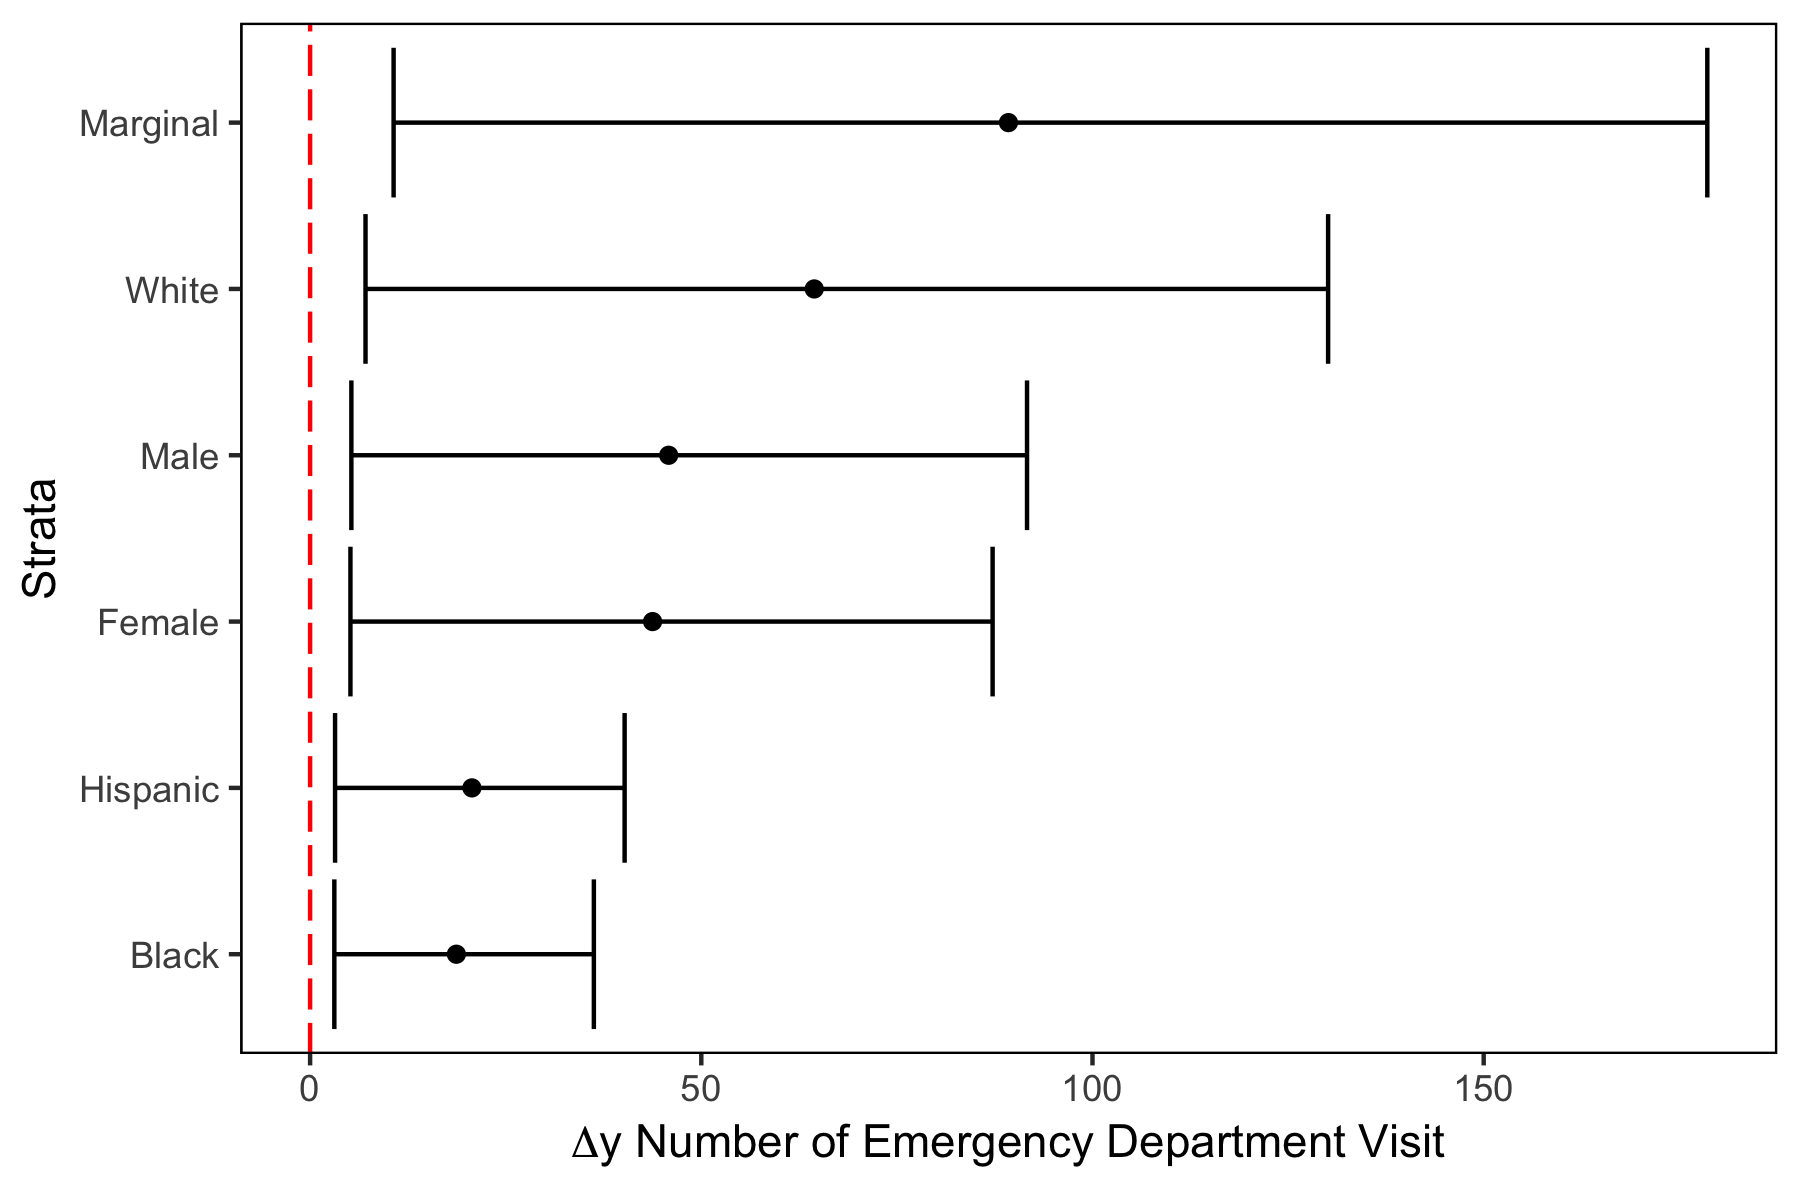 Strata
Marginal
White
Male
Female
Hispanic
Black
0 50 100 150
Δy Number of Emergency Department Visit